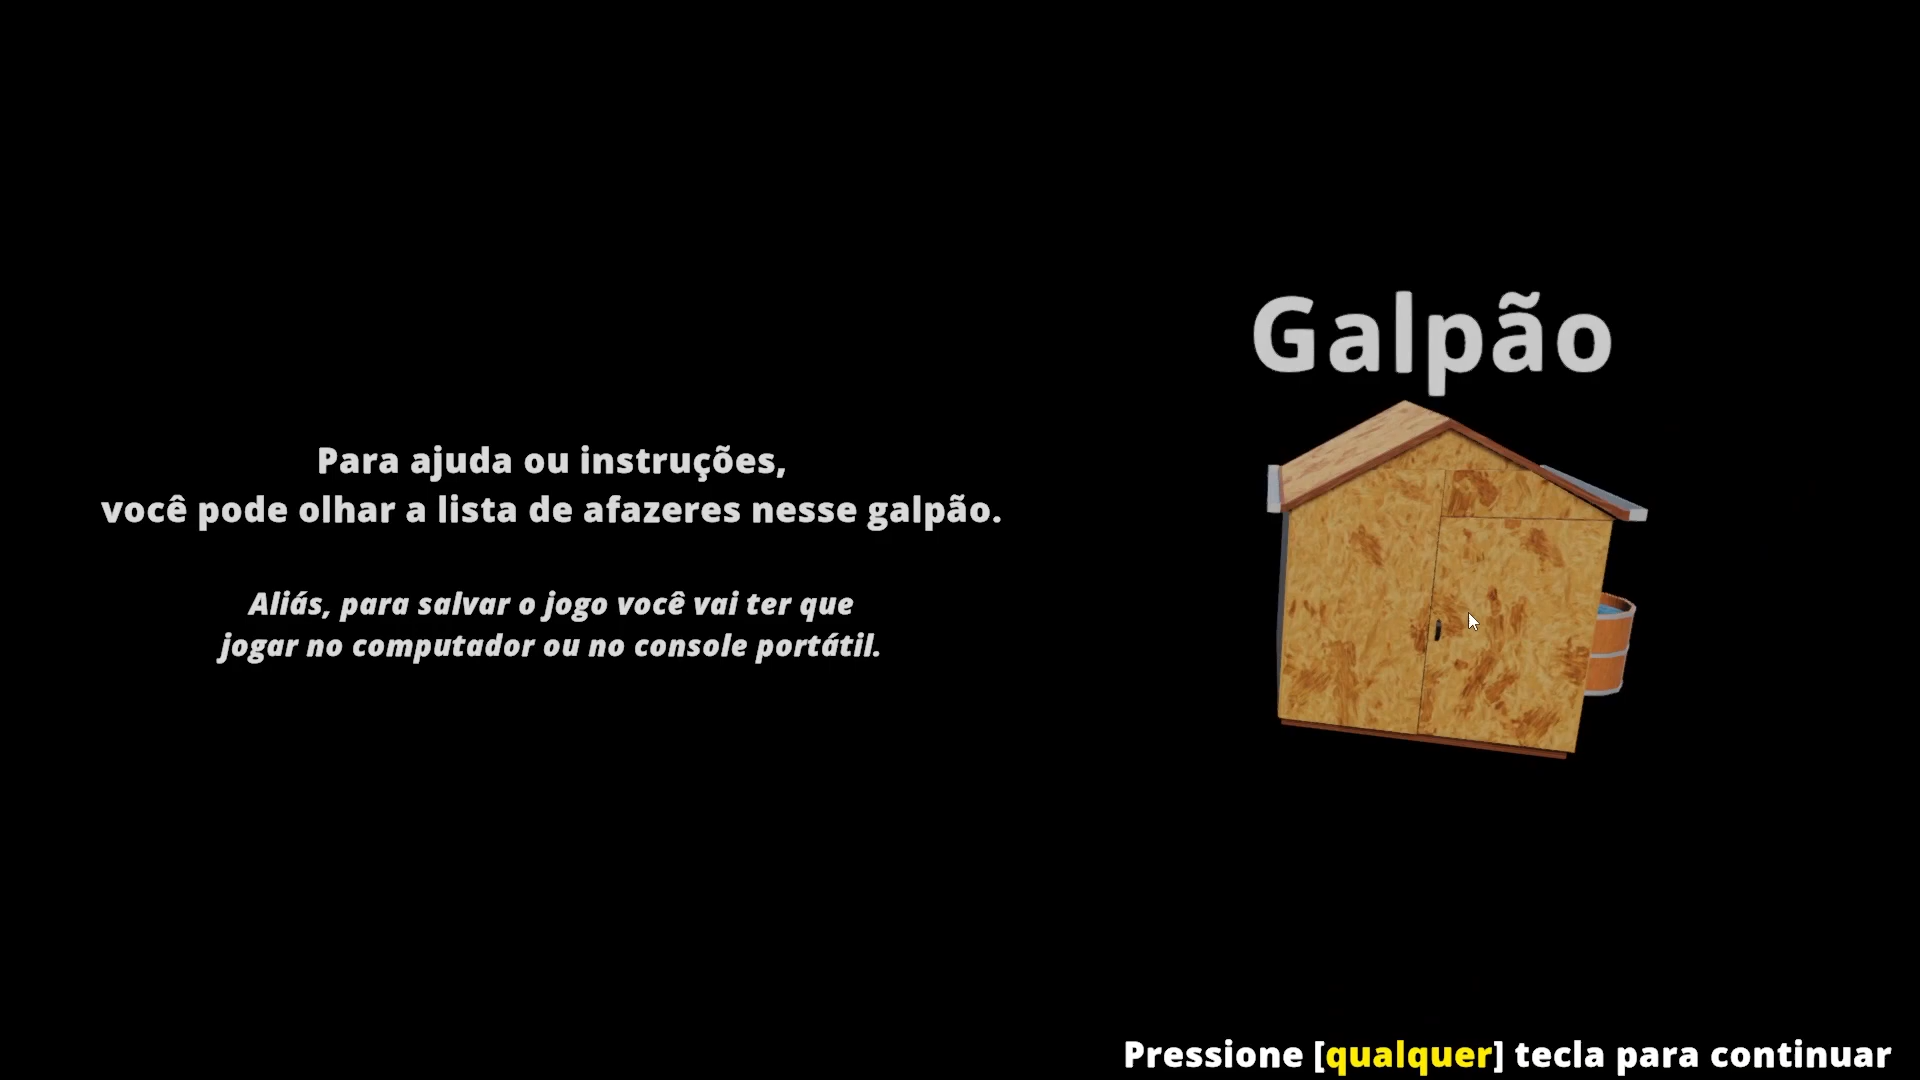 Galpão
Para ajuda ou instruções,
você pode olhar a lista de afazeres nesse galpão.
Aliás, para salvar o jogo você vai ter que
jogar no computador ou no console portátil.
Pressione [qualquer] tecla para continuar